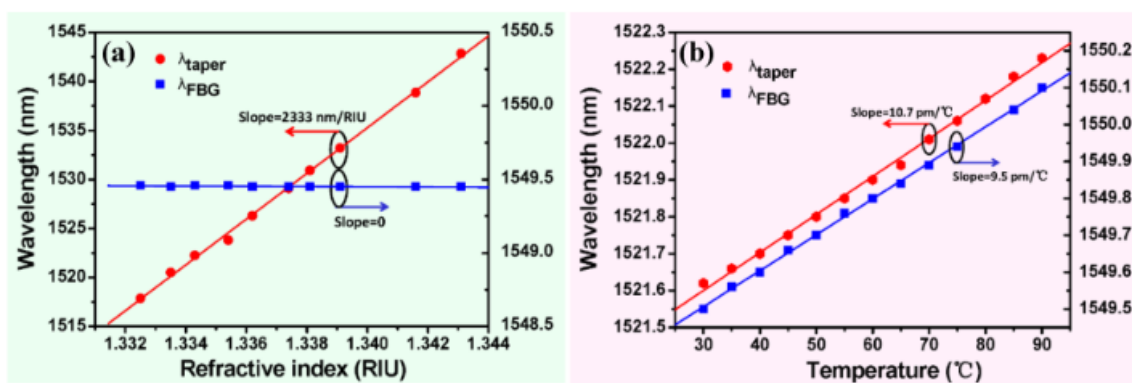 (a)
λtaper
λFBG
Slope=2333 nm/RIU
Slope=0
Wavelength (nm)
1545
1540
1535
1530
1525
1520
1515
1550.5
1550.0
1549.5
1549.0
1548.5
1.332 1.334 1.336 1.338 1.340 1.342 1.344
Refractive index (RIU)
(b)
λtaper
λFBG
Slope=10.7 pm/℃
Slope=9.5 pm/℃
Wavelength (nm)
1522.3
1522.2
1522.1
1522.0
1521.9
1521.8
1521.7
1521.6
1521.5
1550.2
1550.1
1550.0
1549.9
1549.8
1549.7
1549.6
1549.5
30 40 50 60 70 80 90
Temperature (℃)